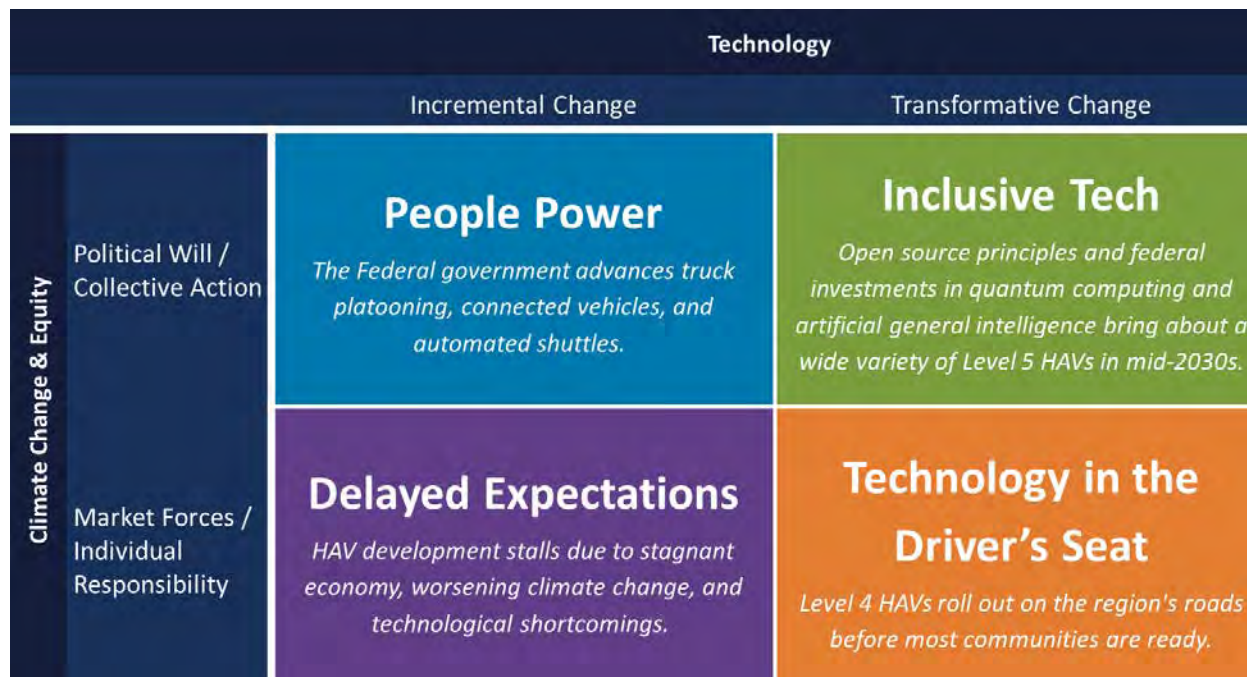 Technology
Incremental Change
Transformative Change
Climate Change & Equity
Political Will /
Collective Action
People Power
The Federal government advances truck
platooning, connected vehicles, and
automated shuttles.
Inclusive Tech
Open source principles and federal
investments in quantum computing and
artificial general intelligence bring about a
wide variety of Level 5 HAVs in mid-2030s.
Market Forces /
Individual
Responsibility
Delayed Expectations
HAV development stalls due to stagnant
economy, worsening climate change, and
technological shortcomings.
Technology in the
Driver’s Seat
Level 4 HAVs roll out on the region's roads
before most communities are ready.